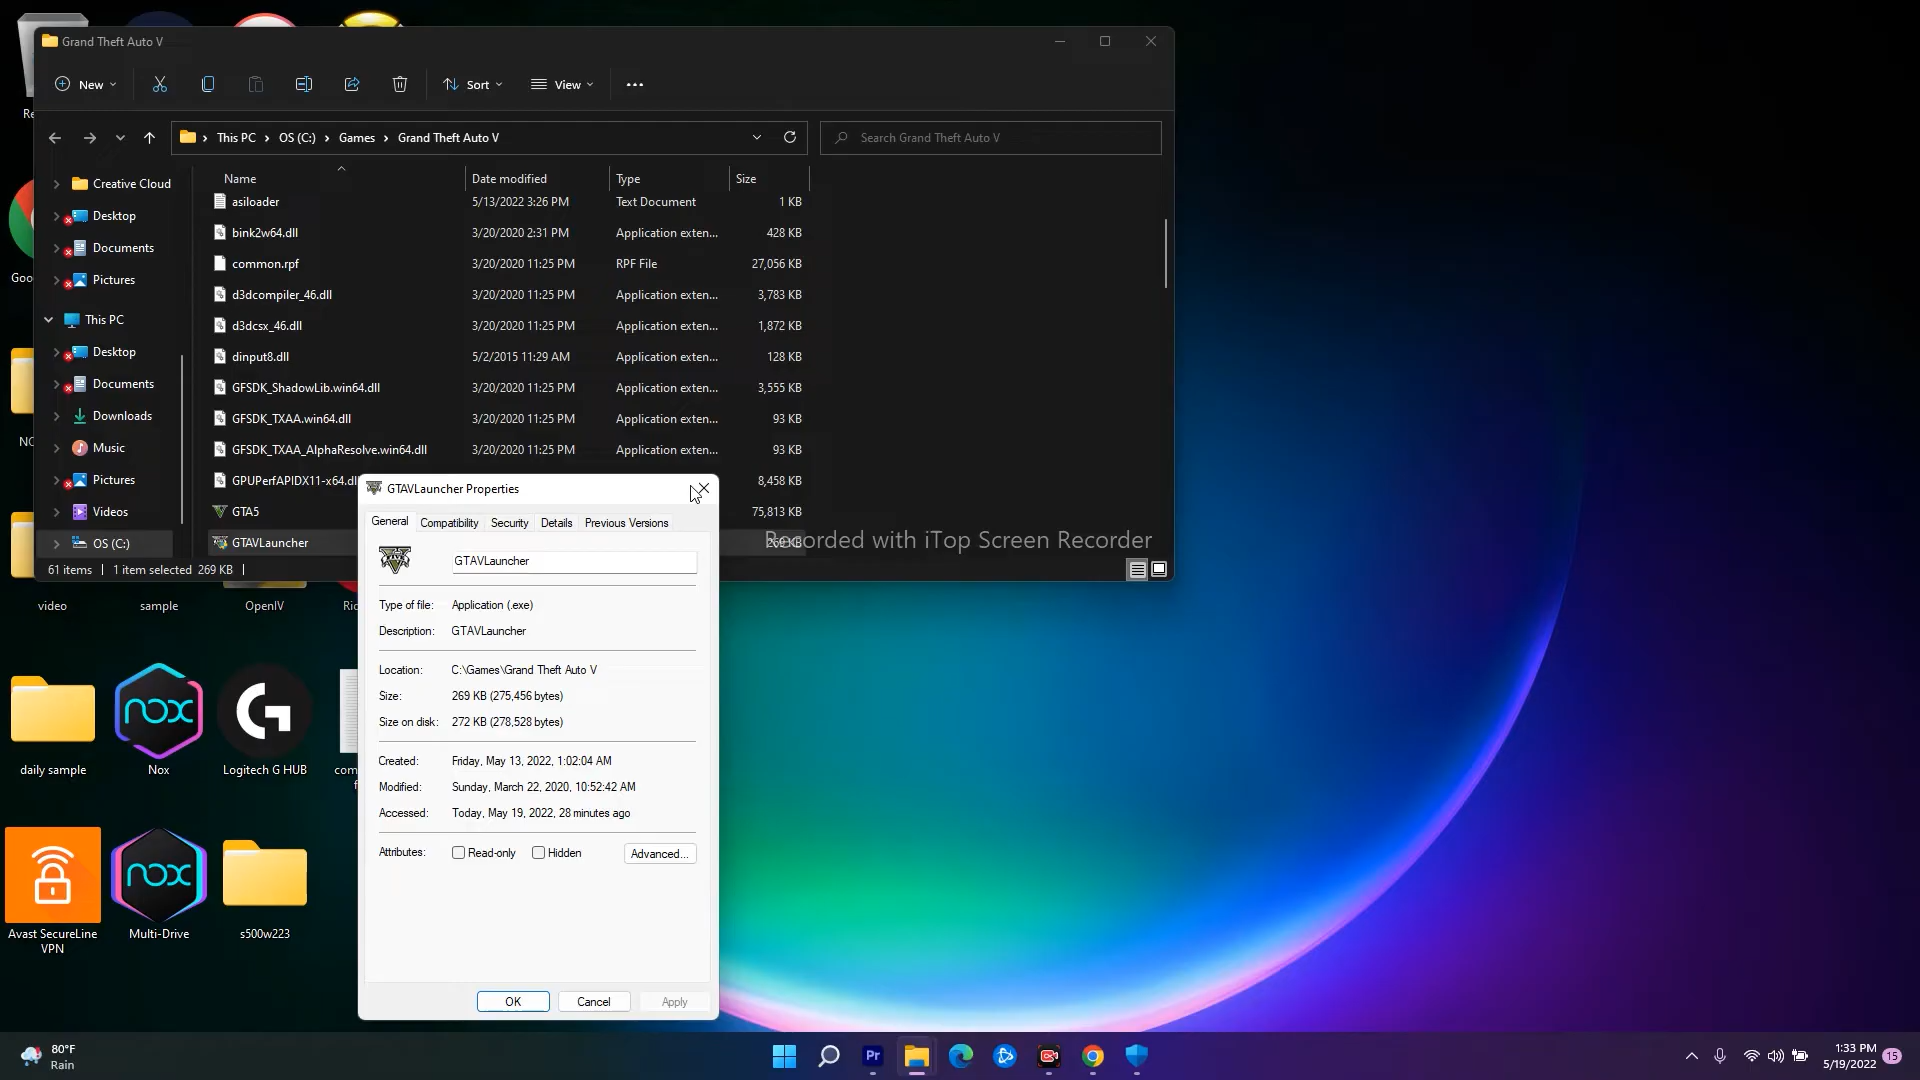 Grand Theft Auto V
New
Sort
View
This PC
OS (C:)
Games
Grand Theft Auto V
Search Grand Theft Auto V
Name
Date modified
Type
Size
asiloader 5/13/2022 3:26 PM Text Document 1 KB
bink2w64.dll 3/20/2020 2:31 PM Application exten... 428 KB
common.rpf 3/20/2020 11:25 PM RPF File 27,056 KB
d3dcompiler_46.dll 3/20/2020 11:25 PM Application exten... 3,783 KB
d3dcsx_46.dll 3/20/2020 11:25 PM Application exten... 1,872 KB
dinput8.dll 5/2/2015 11:29 AM Application exten... 128 KB
GFSDK_ShadowLib.win64.dll 3/20/2020 11:25 PM Application exten... 3,555 KB
GFSDK_TXAA.win64.dll 3/20/2020 11:25 PM Application exten... 93 KB
GFSDK_TXAA_AlphaResolve.win64.dll 3/20/2020 11:25 PM Application exten... 93 KB
GPUPerfAPIDX11-x64.dll 8,458 KB
GTA5 75,813 KB
GTAVLauncher
Creative Cloud
Desktop
Documents
Pictures
This PC
Desktop
Documents
Downloads
Music
Pictures
Videos
OS (C:)
61 items
1 item selected 269 KB
Recorded with iTop Screen Recorder
GTAVLauncher Properties
General Compatibility Security Details Previous Versions
GTAVLauncher
Type of file: Application (.exe)
Description: GTAVLauncher
Location: C:\Games\Grand Theft Auto V
Size: 269 KB (275,456 bytes)
Size on disk: 272 KB (278,528 bytes)
Created: Friday, May 13, 2022, 1:02:04 AM
Modified: Sunday, March 22, 2020, 10:52:42 AM
Accessed: Today, May 19, 2022, 28 minutes ago
Attributes: Read-only Hidden Advanced...
OK Cancel Apply
video
sample
OpenIV
daily sample
nox
Nox
Logitech G HUB
Avast SecureLine
VPN
nox
Multi-Drive
s500w223
80°F
Rain
Pr
1:33 PM
5/19/2022
15